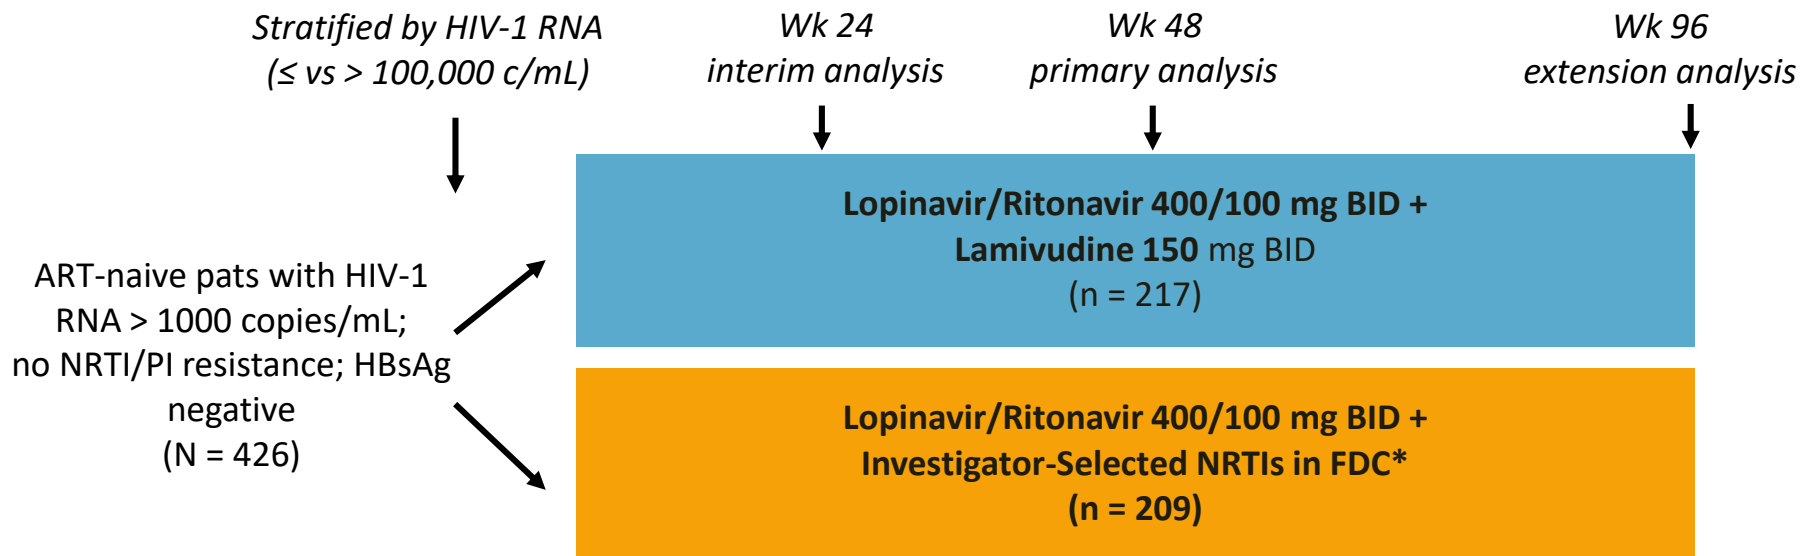 Stratified by HIV-1 RNA
(≤ vs > 100,000 c/mL)
Wk 24
interim analysis
Wk 48
primary analysis
Wk 96
extension analysis
ART-naive pats with HIV-1
RNA > 1000 copies/mL;
no NRTI/PI resistance; HBsAg
negative
(N = 426)
Lopinavir/Ritonavir 400/100 mg BID +
Lamivudine 150 mg BID
(n = 217)
Lopinavir/Ritonavir 400/100 mg BID +
Investigator-Selected NRTIs in FDC*
(n = 209)